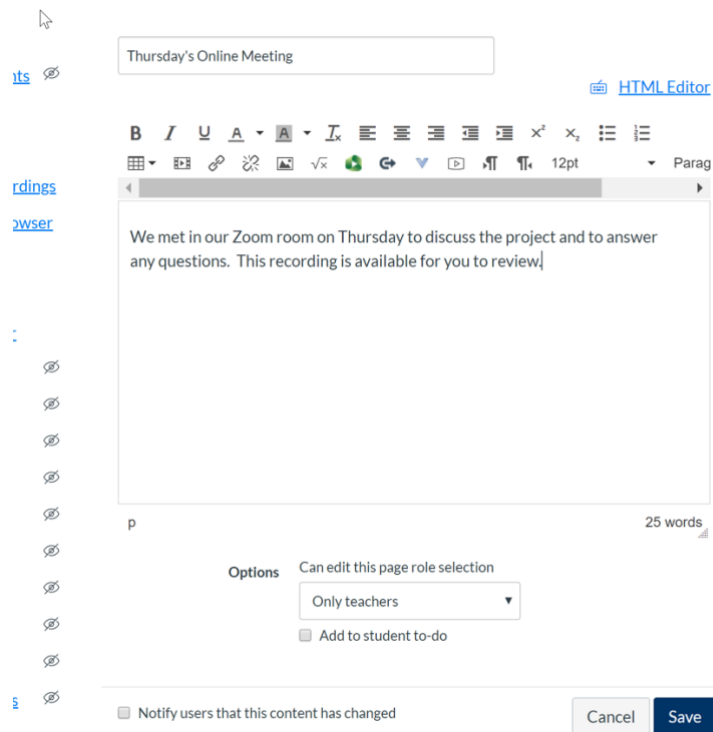 Thursday's Online Meeting
nts
HTML Editor
B I U A A Ix x² x₂
√x 12pt Parag
rdings
owser
We met in our Zoom room on Thursday to discuss the project and to answer
any questions.  This recording is available for you to review.
p 25 words
Options Can edit this page role selection
Only teachers
Add to student to-do
s
Notify users that this content has changed
Cancel Save